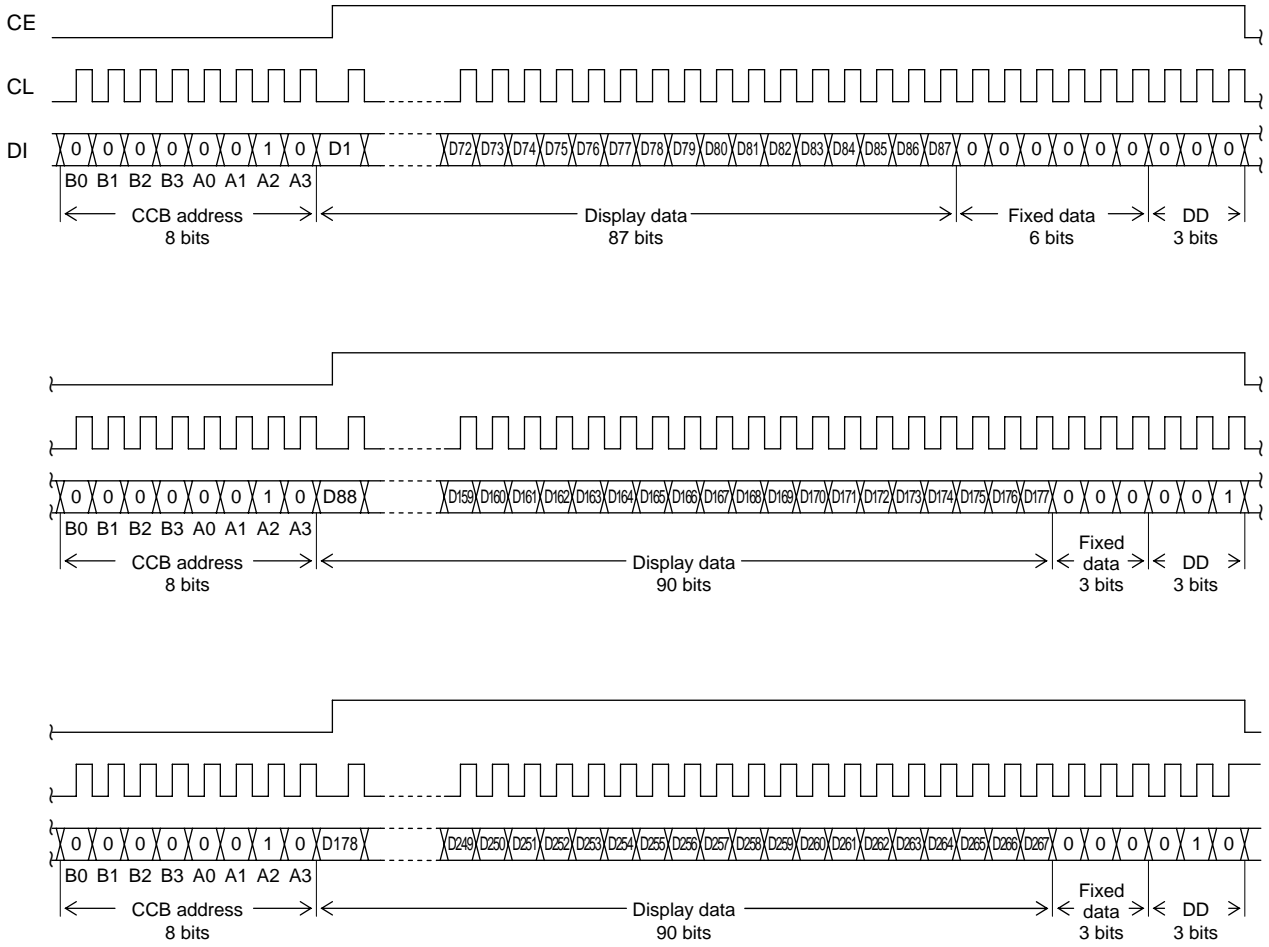 CE
CL
DI 0 0 0 0 0 0 1 0 D1 D72 D73 D74 D75 D76 D77 D78 D79 D80 D81 D82 D83 D84 D85 D86 D87 0 0 0 0 0 0 0 0 0
B0 B1 B2 B3 A0 A1 A2 A3
CCB address Display data Fixed data DD
8 bits 87 bits 6 bits 3 bits
0 0 0 0 0 0 1 0 D88 D159 D160 D161 D162 D163 D164 D165 D166 D167 D168 D169 D170 D171 D172 D173 D174 D175 D176 D177 0 0 0 0 0 1
B0 B1 B2 B3 A0 A1 A2 A3
Fixed
CCB address Display data data DD
8 bits 90 bits 3 bits 3 bits
0 0 0 0 0 0 1 0 D178 D249 D250 D251 D252 D253 D254 D255 D256 D257 D258 D259 D260 D261 D262 D263 D264 D265 D266 D267 0 0 0 0 1 0
B0 B1 B2 B3 A0 A1 A2 A3
Fixed
CCB address Display data data DD
8 bits 90 bits 3 bits 3 bits